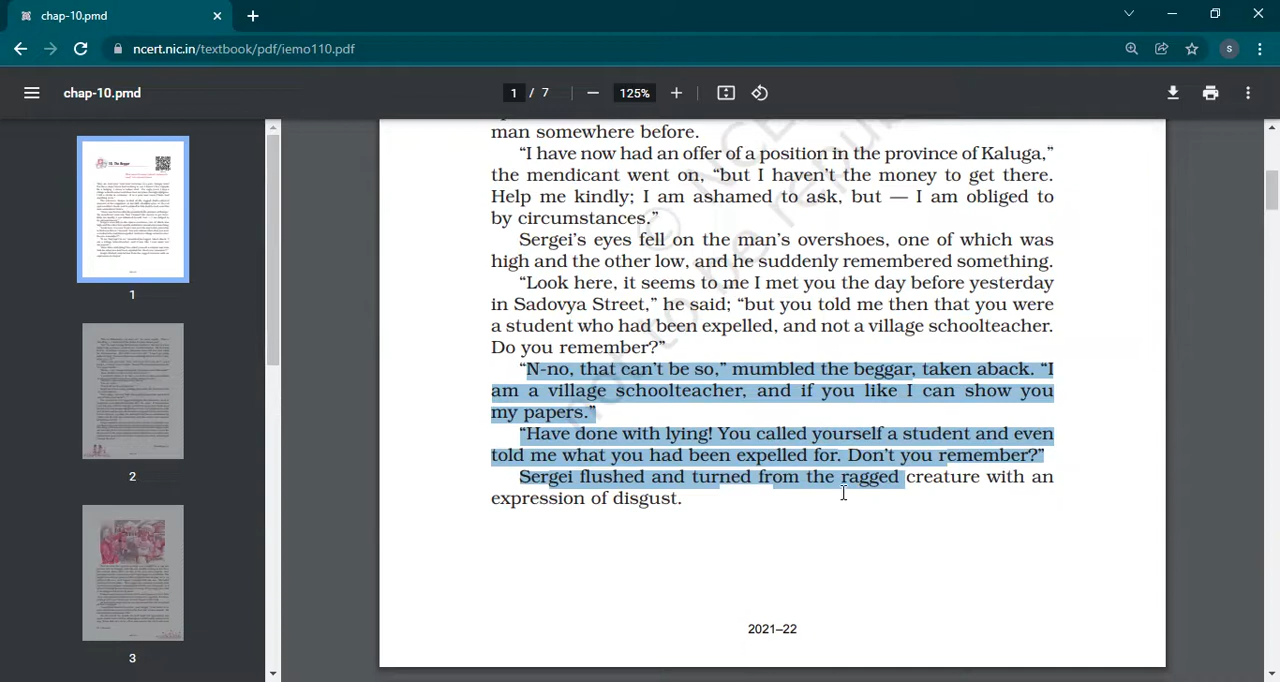 chap-10.pmd
ncert.nic.in/textbook/pdf/iemo110.pdf
S
chap-10.pmd
1 / 7
125%
man somewhere before.
“I have now had an offer of a position in the province of Kaluga,”
the mendicant went on, “but I haven’t the money to get there.
Help me kindly; I am ashamed to ask, but — I am obliged to
by circumstances.”
Sergei’s eyes fell on the man’s overshoes, one of which was
high and the other low, and he suddenly remembered something.
“Look here, it seems to me I met you the day before yesterday
in Sadovya Street,” he said; “but you told me then that you were
a student who had been expelled, and not a village schoolteacher.
Do you remember?”
“N-no, that can’t be so,” mumbled the beggar, taken aback. “I
am a village schoolteacher, and if you like I can show you
my papers.”
“Have done with lying! You called yourself a student and even
told me what you had been expelled for. Don’t you remember?”
Sergei flushed and turned from the ragged creature with an
expression of disgust.
2021–22
1
2
3